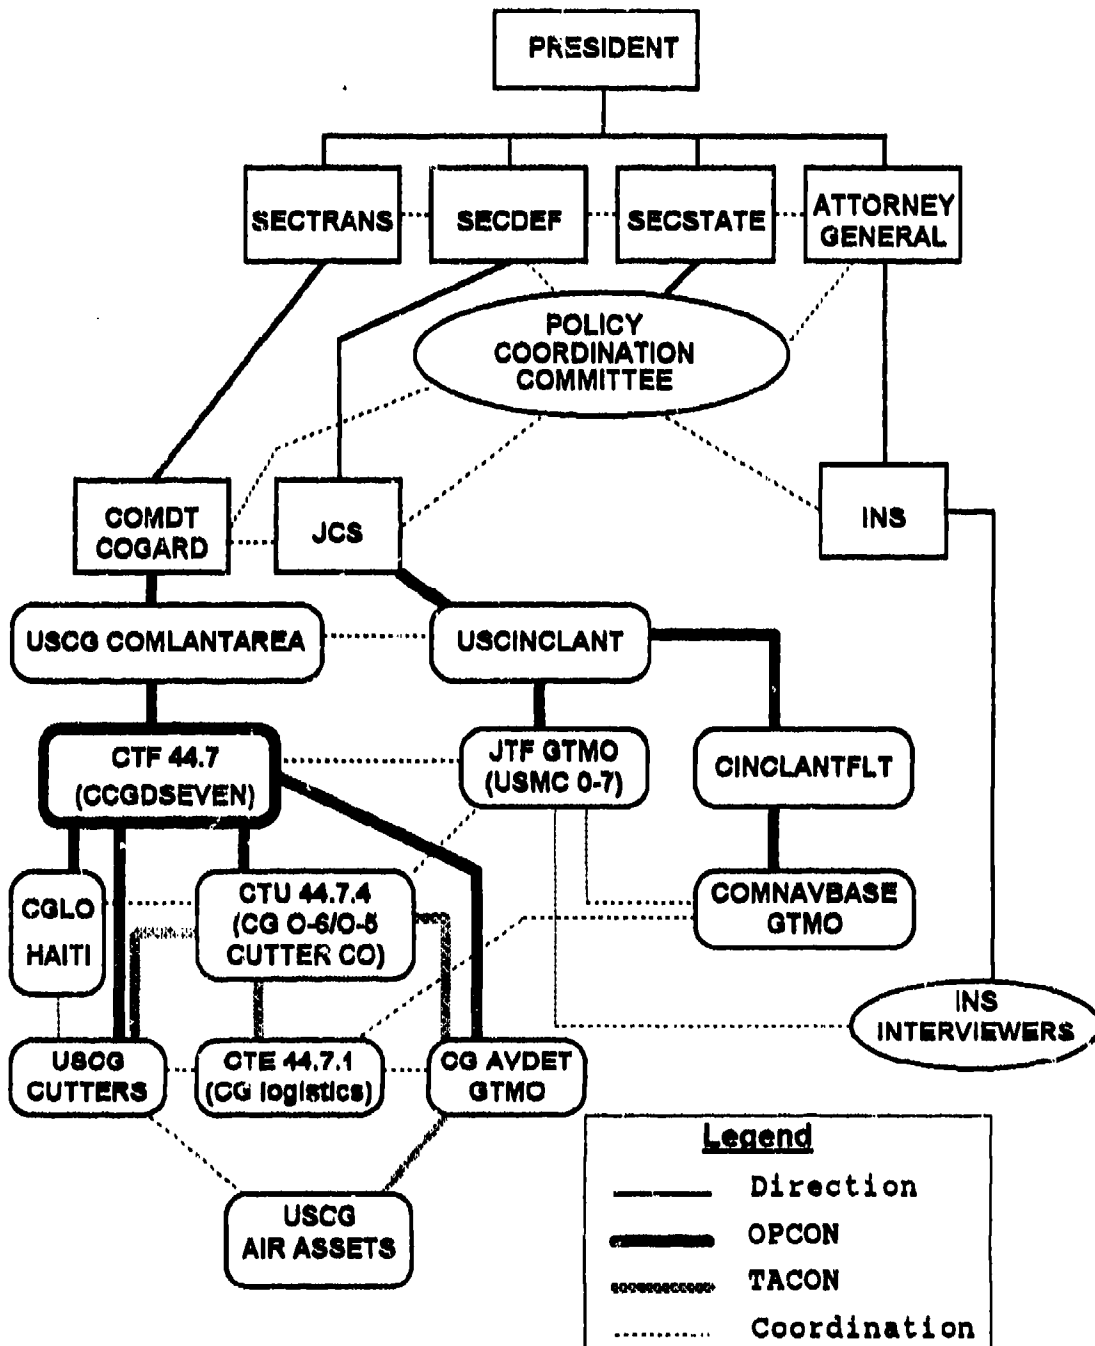 PRESIDENT
SECTRANS
SECDEF
SECSTATE
ATTORNEY
GENERAL
POLICY
COORDINATION
COMMITTEE
COMDT
COGARD
JCS
INS
USCG COMLANTAREA
USCINCLANT
CTF 44.7
(CCGDSEVEN)
JTF GTMO
(USMC 0-7)
CINCLANTFLT
CGLO
HAITI
CTU 44.7.4
(CG O-6/O-5
CUTTER CO)
COMNAVBASE
GTMO
INS
INTERVIEWERS
USCG
CUTTERS
CTE 44.7.1
(CG logistics)
CG AVDET
GTMO
USCG
AIR ASSETS
Legend
Direction
OPCON
TACON
Coordination